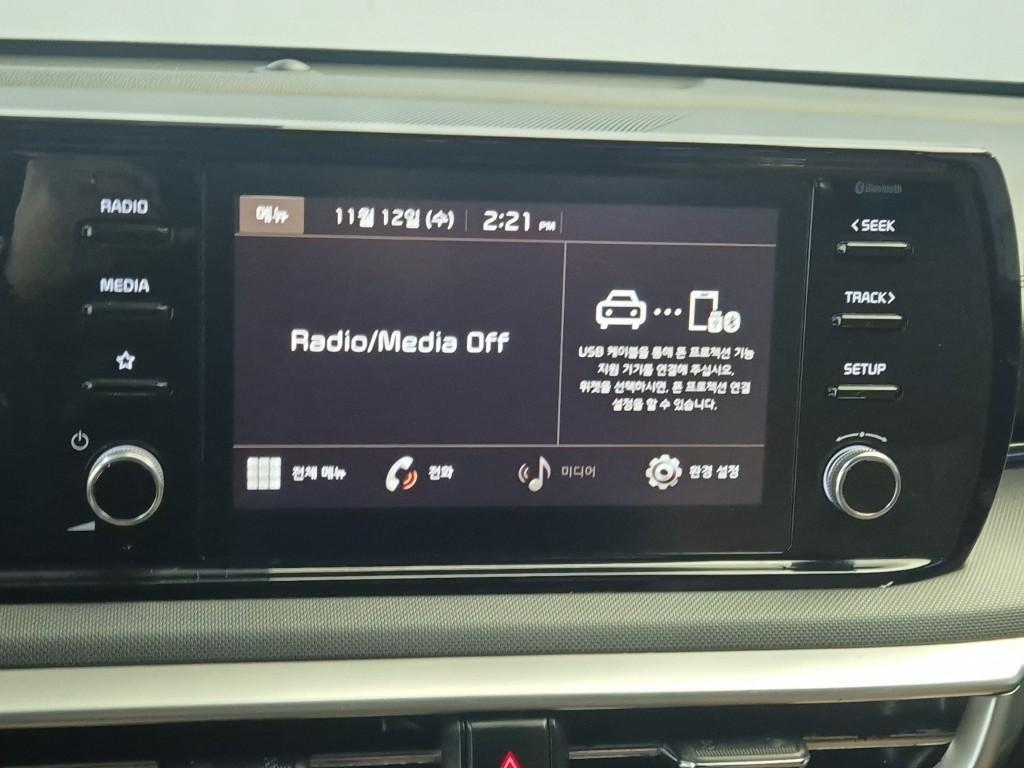 Bluetooth
RADIO
MEDIA
메뉴 11월 12일 (수) 2:21 PM
Radio/Media Off
USB 케이블을 통해 폰 프로젝션 기능
지원 기기를 연결해 주십시오.
위젯을 선택하시면, 폰 프로젝션 연결
설정을 할 수 있습니다.
전체 메뉴 전화 미디어 환경 설정
< SEEK
TRACK >
SETUP